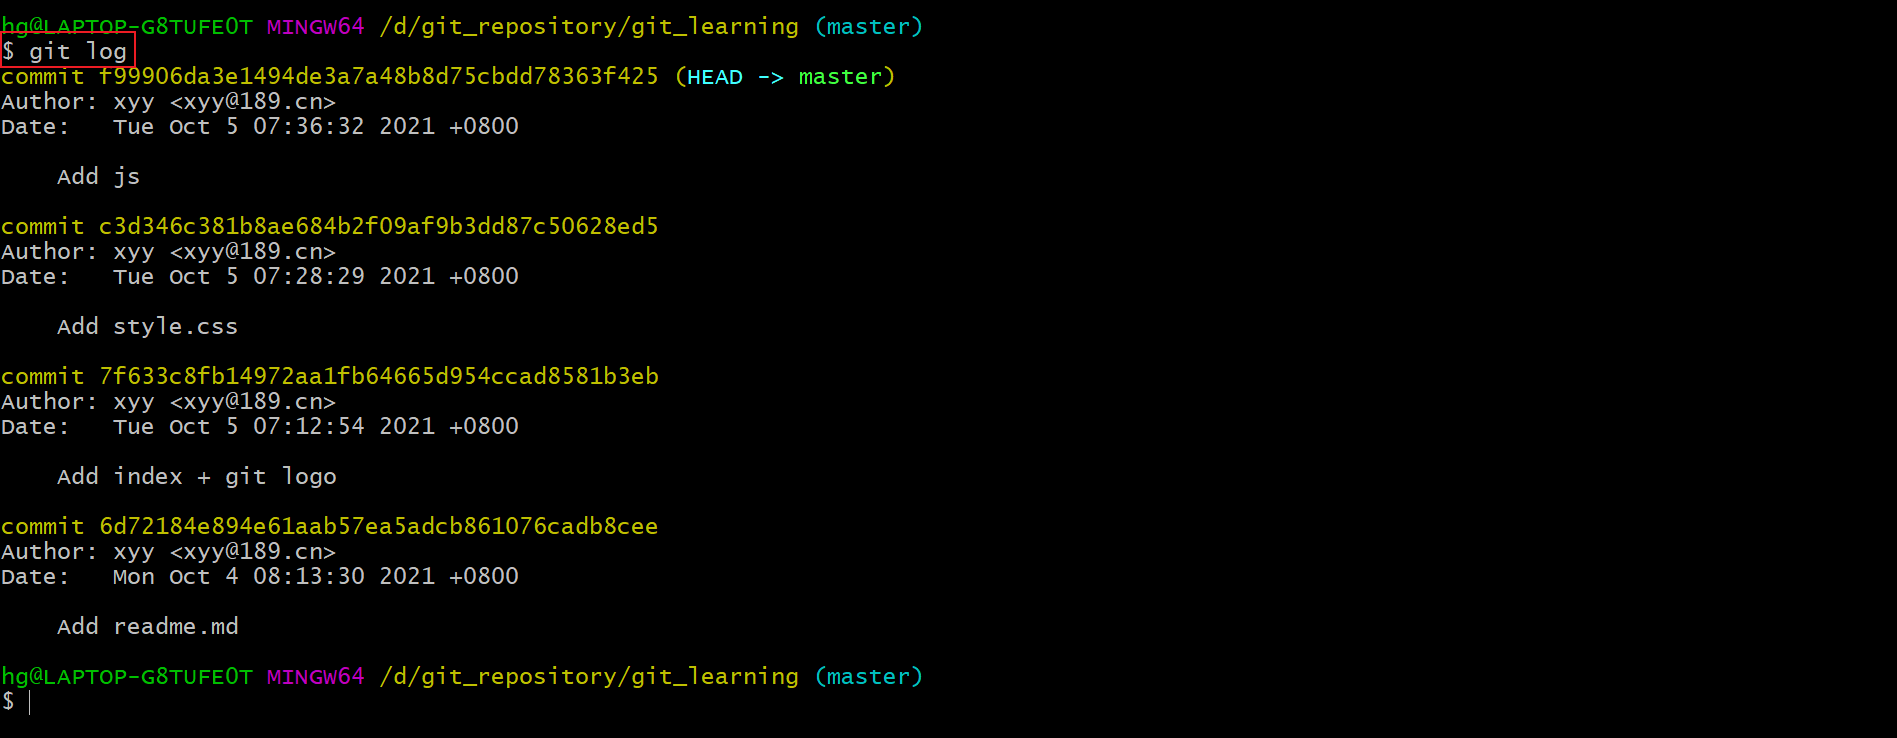 hg@LAPTOP-G8TUFE0T MINGW64 /d/git_repository/git_learning (master)
$ git log
commit f99906da3e1494de3a7a48b8d75cbdd78363f425 (HEAD -> master)
Author: xyy <xyy@189.cn>
Date:   Tue Oct 5 07:36:32 2021 +0800
    Add js
commit c3d346c381b8ae684b2f09af9b3dd87c50628ed5
Author: xyy <xyy@189.cn>
Date:   Tue Oct 5 07:28:29 2021 +0800
    Add style.css
commit 7f633c8fb14972aa1fb64665d954ccad8581b3eb
Author: xyy <xyy@189.cn>
Date:   Tue Oct 5 07:12:54 2021 +0800
    Add index + git logo
commit 6d72184e894e61aab57ea5adcb861076cadb8cee
Author: xyy <xyy@189.cn>
Date:   Mon Oct 4 08:13:30 2021 +0800
    Add readme.md
hg@LAPTOP-G8TUFE0T MINGW64 /d/git_repository/git_learning (master)
$